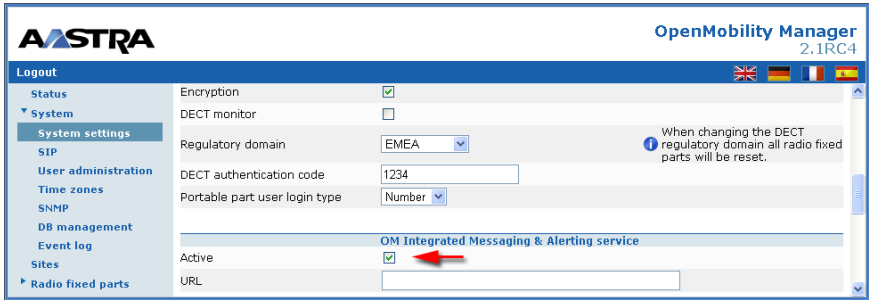 AASTRA
OpenMobility Manager
2.1RC4
Logout
Status
System
System settings
SIP
User administration
Time zones
SNMP
DB management
Event log
Sites
Radio fixed parts
Encryption
DECT monitor
Regulatory domain
EMEA
When changing the DECT
regulatory domain all radio fixed
parts will be reset.
DECT authentication code
1234
Portable part user login type
Number
OM Integrated Messaging & Alerting service
Active
URL